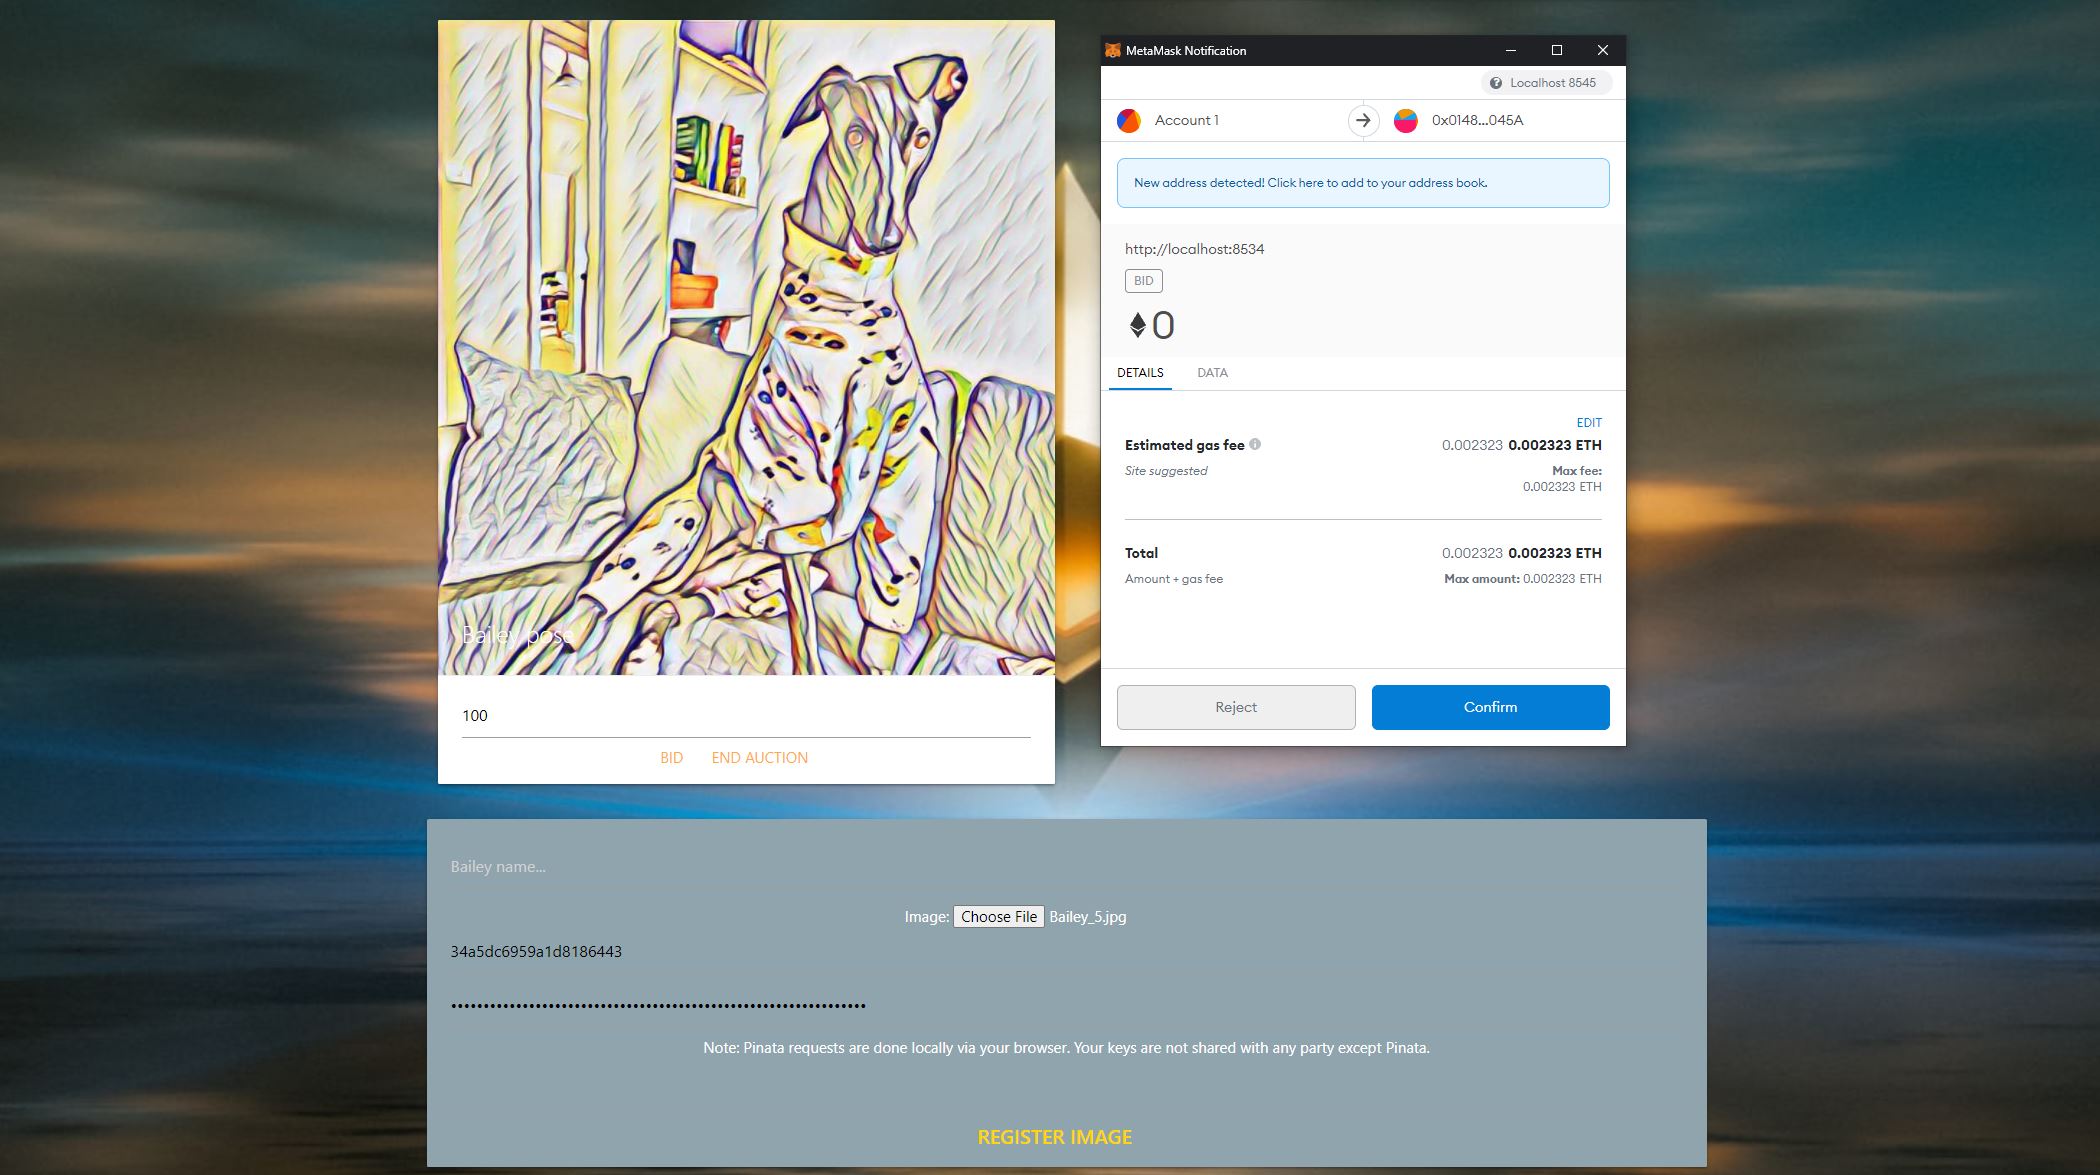 Bailey pose
100
BID END AUCTION
MetaMask Notification
Localhost 8545
Account 1 0x0148...045A
New address detected! Click here to add to your address book.
http://localhost:8534
BID
0
DETAILS DATA
EDIT
Estimated gas fee 0.002323 0.002323 ETH
Site suggested Max fee:
0.002323 ETH
Total 0.002323 0.002323 ETH
Amount + gas fee Max amount: 0.002323 ETH
Reject Confirm
Bailey name...
Image: Choose File Bailey_5.jpg
34a5dc6959a1d8186443
Note: Pinata requests are done locally via your browser. Your keys are not shared with any party except Pinata.
REGISTER IMAGE